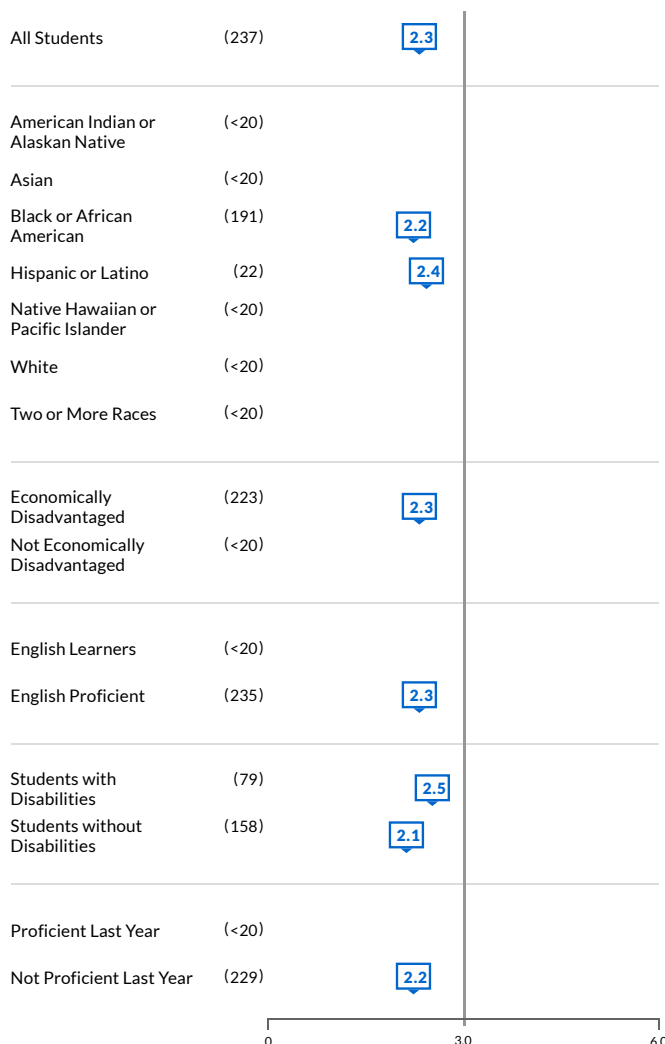 All Students (237) 2.3
American Indian or (<20)
Alaskan Native
Asian (<20)
Black or African (191) 2.2
American
Hispanic or Latino (22) 2.4
Native Hawaiian or (<20)
Pacific Islander
White (<20)
Two or More Races (<20)
Economically (223) 2.3
Disadvantaged
Not Economically (<20)
Disadvantaged
English Learners (<20)
English Proficient (235) 2.3
Students with (79) 2.5
Disabilities
Students without (158) 2.1
Disabilities
Proficient Last Year (<20)
Not Proficient Last Year (229) 2.2
0 3.0 6.0